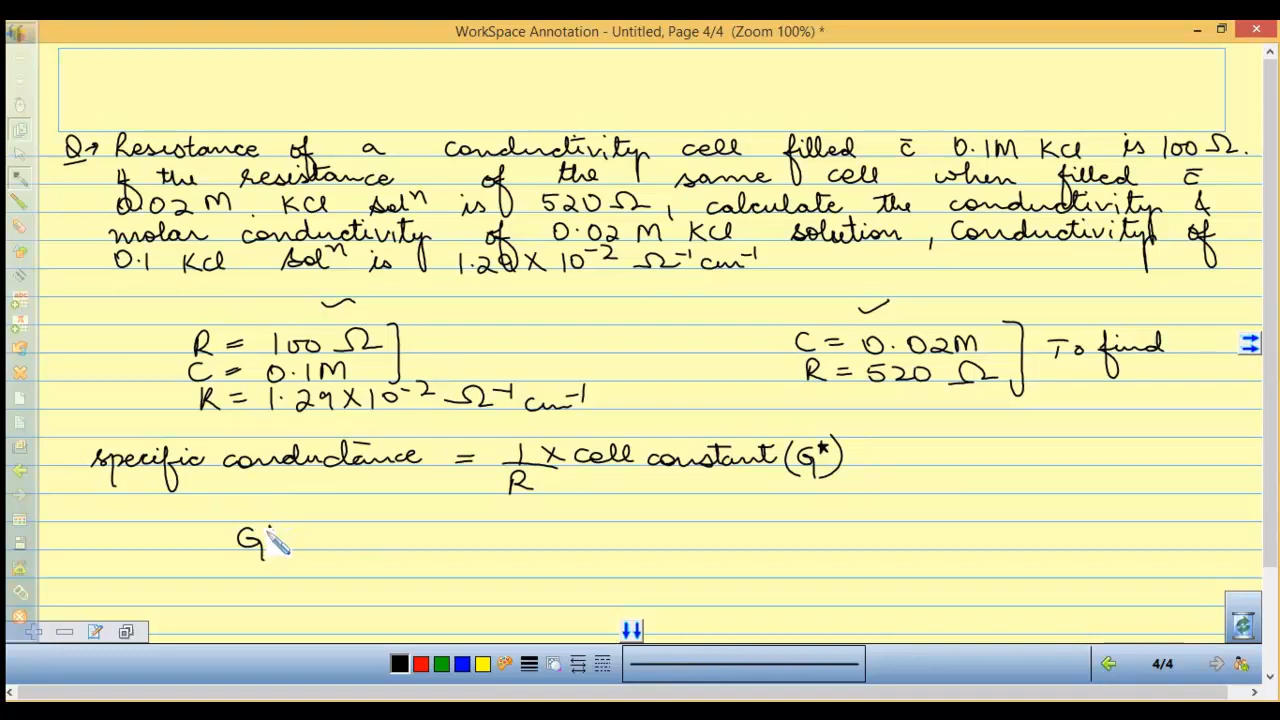 WorkSpace Annotation - Untitled, Page 4/4 (Zoom 100%) *
Q→ Resistance of a conductivity cell filled c̄ 0.1M KCl is 100 Ω.
If the resistance of the same cell when filled c̄
0.02 M KCl solⁿ is 520 Ω, calculate the conductivity &
molar conductivity of 0.02 M KCl solution, Conductivity of
0.1 KCl solⁿ is 1.29 X 10⁻² Ω⁻¹ cm⁻¹
R = 100 Ω
C = 0.1M
K = 1.29 X 10⁻² Ω⁻¹ cm⁻¹
C = 0.02M
R = 520 Ω
To find
specific conductance = 1/R X cell constant (G*)
G
4/4